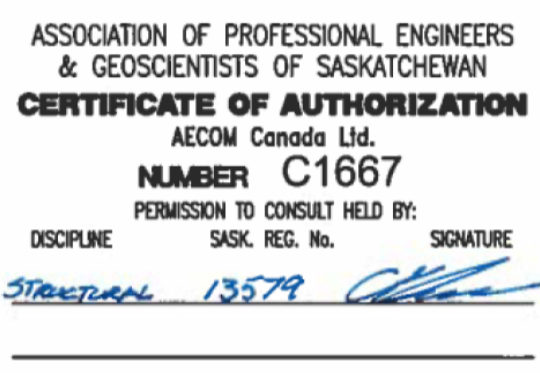 ASSOCIATION OF PROFESSIONAL ENGINEERS
& GEOSCIENTISTS OF SASKATCHEWAN
CERTIFICATE OF AUTHORIZATION
AECOM Canada Ltd.
NUMBER C1667
PERMISSION TO CONSULT HELD BY:
DISCIPLINE SASK. REG. No. SIGNATURE
STRUCTURAL 13579